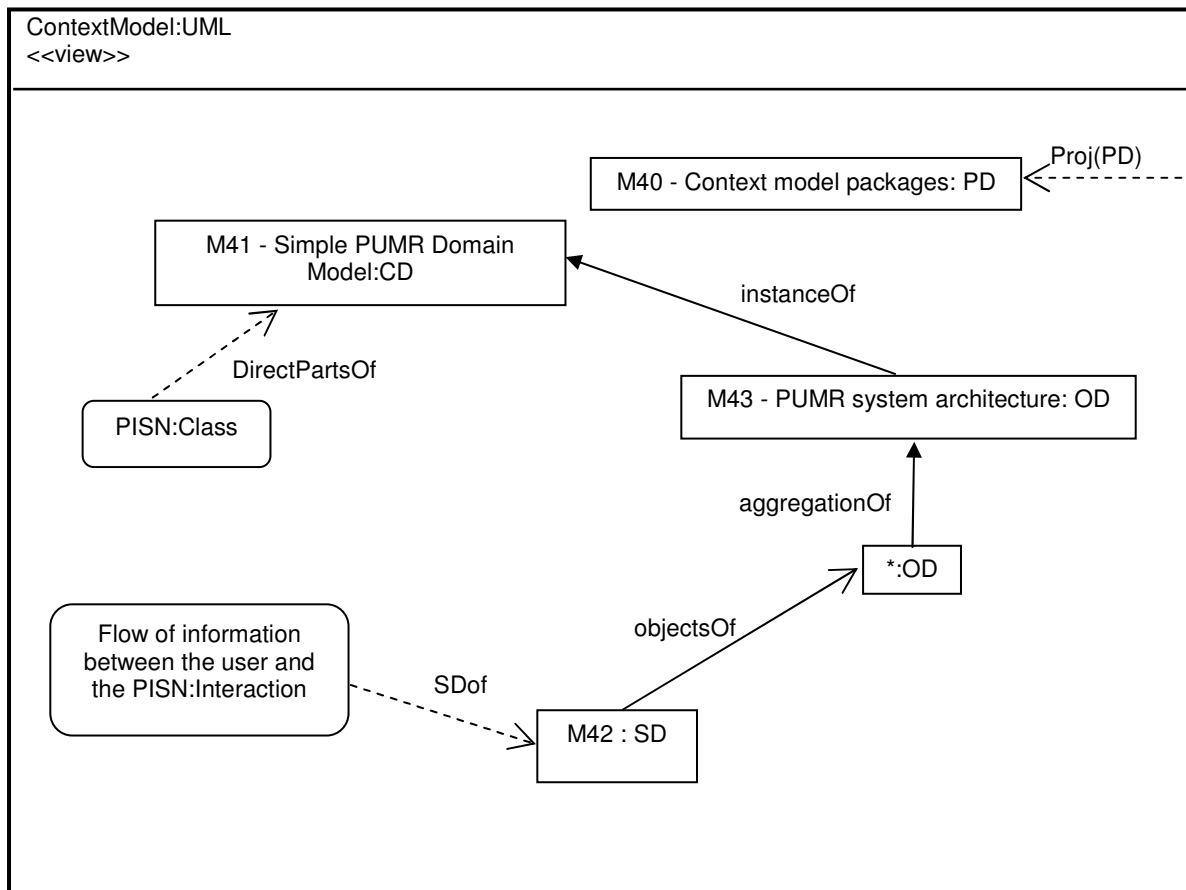 ContextModel:UML
<<view>>
Proj(PD)
M40 - Context model packages: PD
M41 - Simple PUMR Domain
Model:CD
instanceOf
DirectPartsOf
M43 - PUMR system architecture: OD
PISN:Class
aggregationOf
*:OD
Flow of information
between the user and
the PISN:Interaction
objectsOf
SDof
M42 : SD